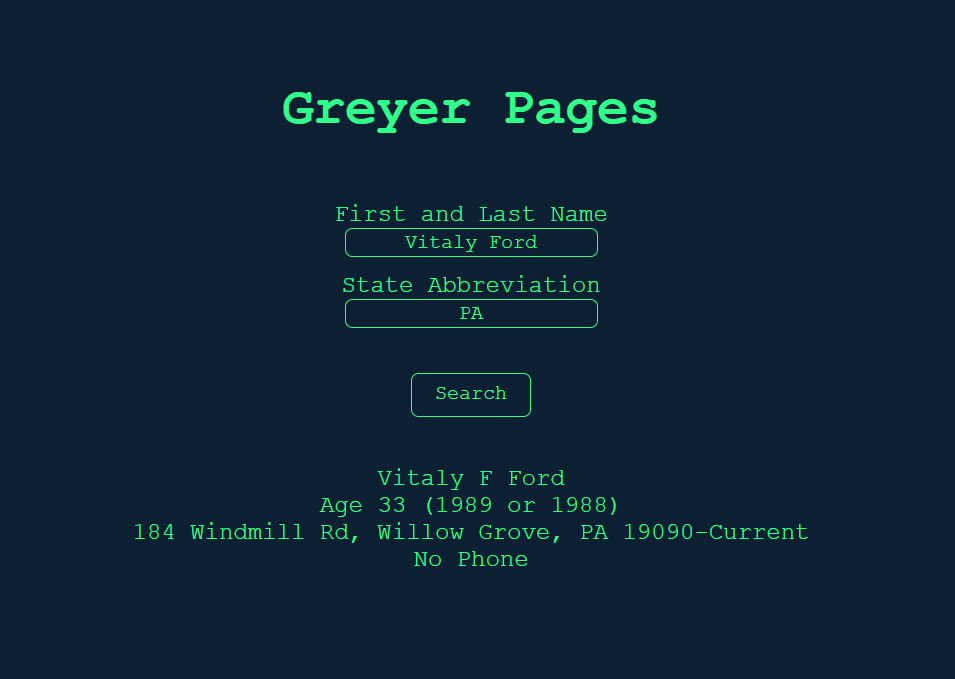 Greyer Pages
First and Last Name
Vitaly Ford
State Abbreviation
PA
Search
Vitaly F Ford
Age 33 (1989 or 1988)
184 Windmill Rd, Willow Grove, PA 19090-Current
No Phone